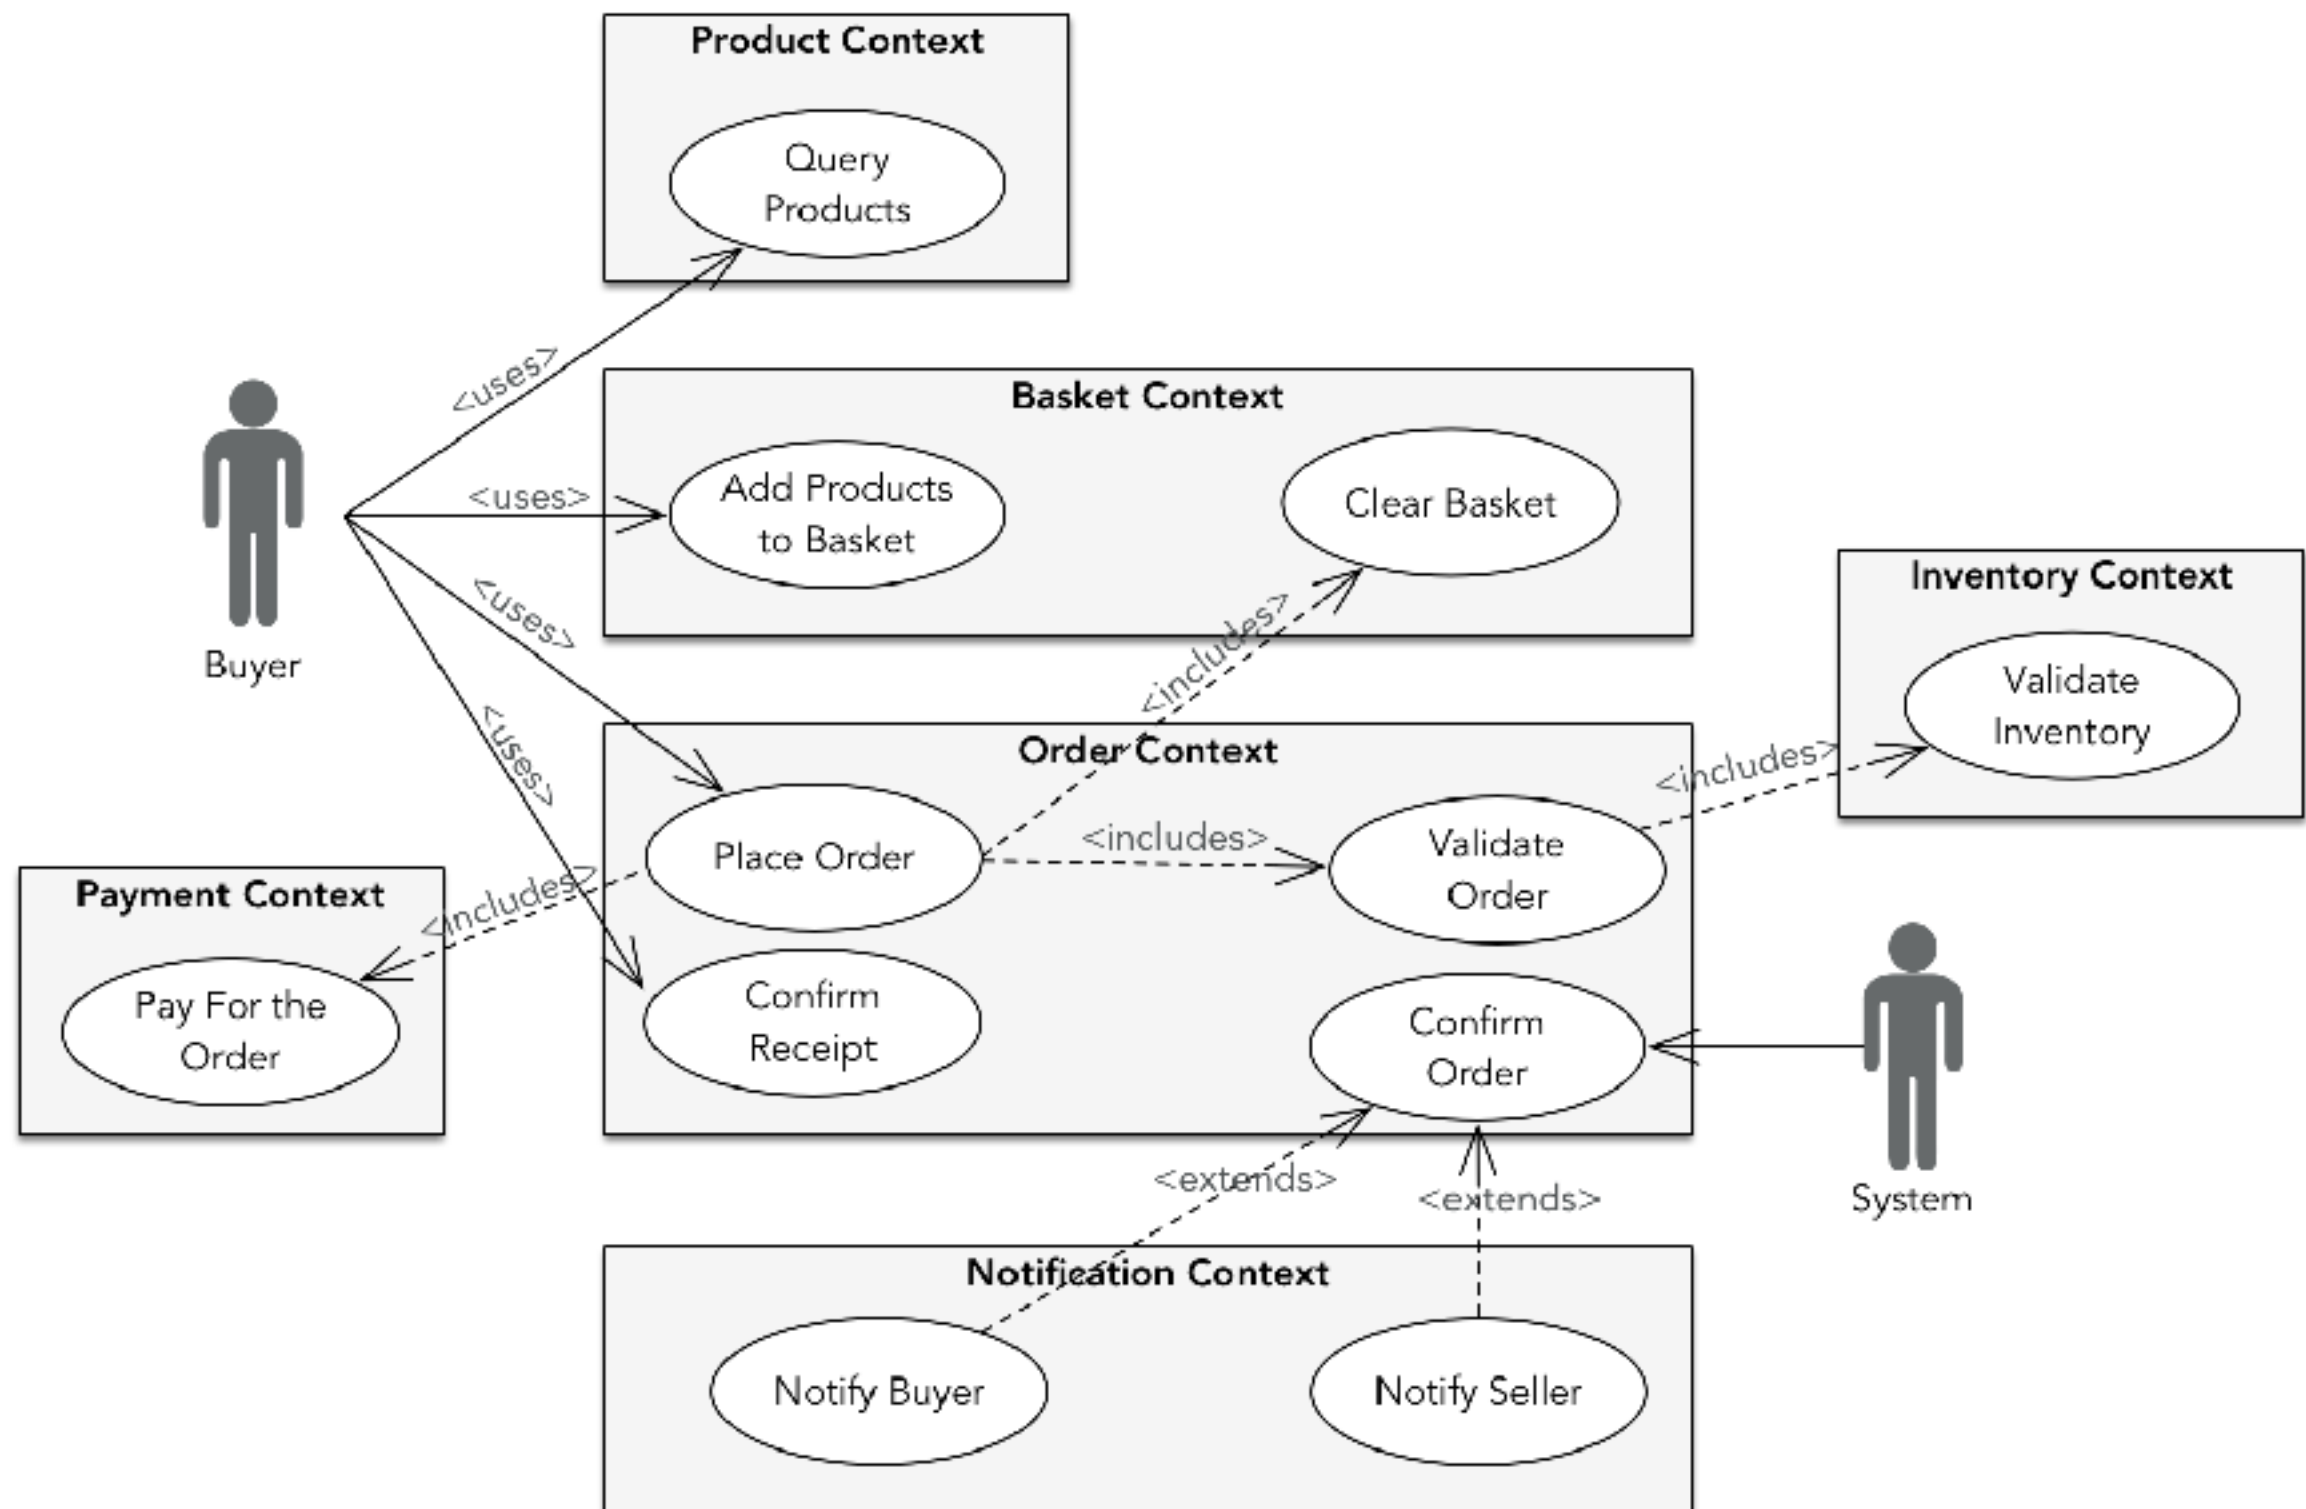 Product Context
Query
Products
<uses>
Basket Context
<uses>
Add Products
to Basket
Clear Basket
Buyer
<uses>
<includes>
Inventory Context
Validate
Inventory
<uses>
Order Context
Place Order
<includes>
Validate
Order
<includes>
Payment Context
<includes>
Pay For the
Order
Confirm
Receipt
Confirm
Order
System
<extends>
<extends>
Notification Context
Notify Buyer
Notify Seller